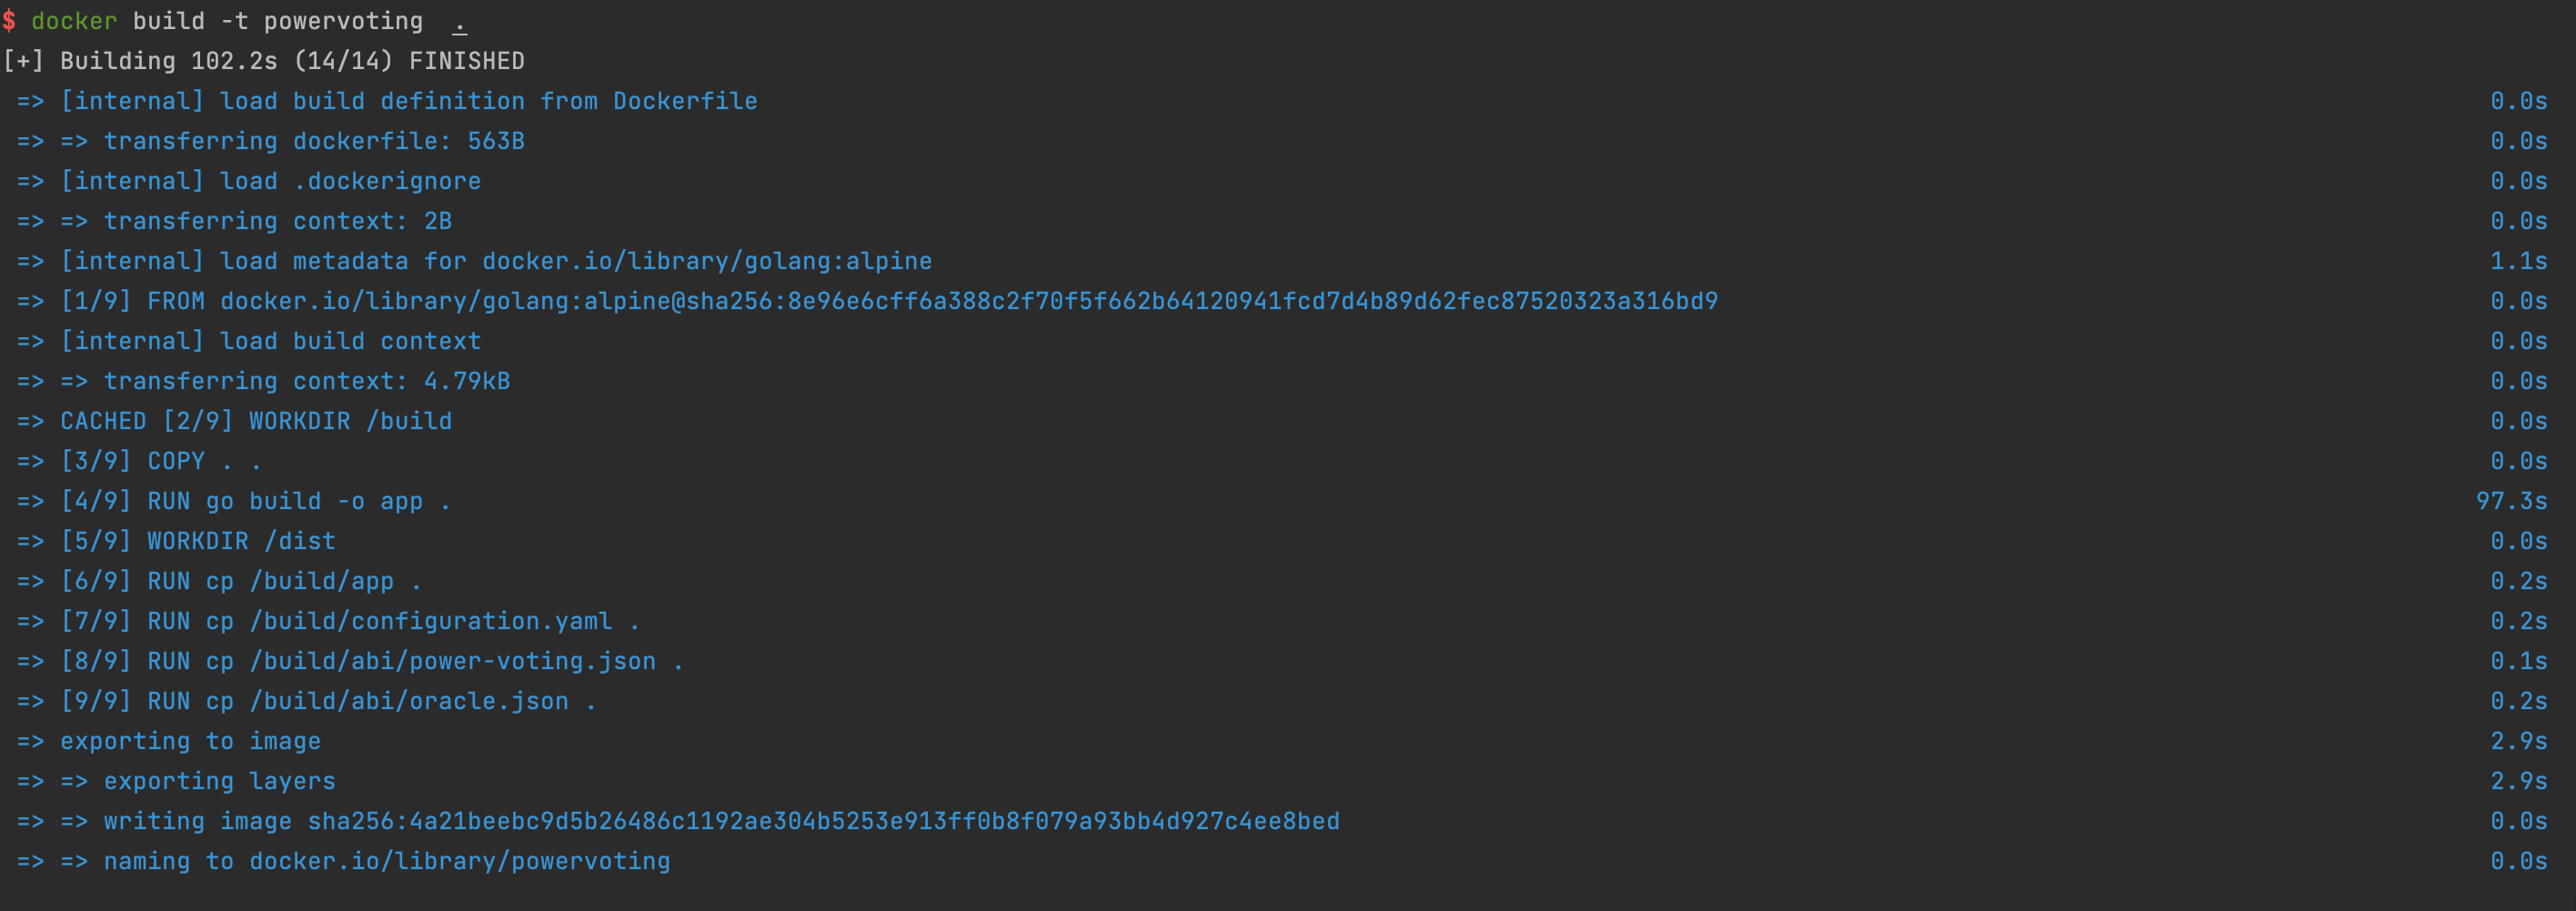 $ docker build -t powervoting  .
[+] Building 102.2s (14/14) FINISHED
=> [internal] load build definition from Dockerfile 0.0s
=> => transferring dockerfile: 563B 0.0s
=> [internal] load .dockerignore 0.0s
=> => transferring context: 2B 0.0s
=> [internal] load metadata for docker.io/library/golang:alpine 1.1s
=> [1/9] FROM docker.io/library/golang:alpine@sha256:8e96e6cff6a388c2f70f5f662b64120941fcd7d4b89d62fec87520323a316bd9 0.0s
=> [internal] load build context 0.0s
=> => transferring context: 4.79kB 0.0s
=> CACHED [2/9] WORKDIR /build 0.0s
=> [3/9] COPY . . 0.0s
=> [4/9] RUN go build -o app . 97.3s
=> [5/9] WORKDIR /dist 0.0s
=> [6/9] RUN cp /build/app . 0.2s
=> [7/9] RUN cp /build/configuration.yaml . 0.2s
=> [8/9] RUN cp /build/abi/power-voting.json . 0.1s
=> [9/9] RUN cp /build/abi/oracle.json . 0.2s
=> exporting to image 2.9s
=> => exporting layers 2.9s
=> => writing image sha256:4a21beebc9d5b26486c1192ae304b5253e913ff0b8f079a93bb4d927c4ee8bed 0.0s
=> => naming to docker.io/library/powervoting 0.0s